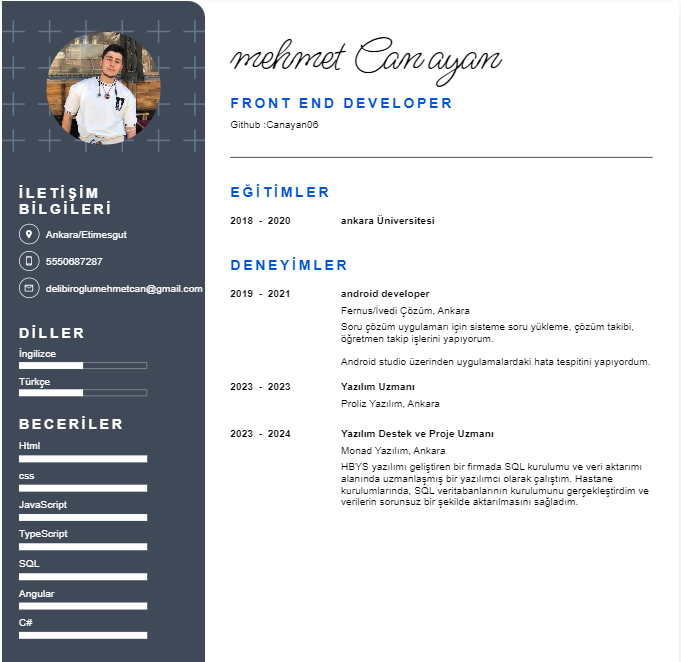 mehmet Can ayan
FRONT END DEVELOPER
Github :Canayan06
İLETİŞİM
BİLGİLERİ
Ankara/Etimesgut
5550687287
delibiroglumehmetcan@gmail.com
DİLLER
İngilizce
Türkçe
BECERİLER
Html
css
JavaScript
TypeScript
SQL
Angular
C#
EĞİTİMLER
2018 - 2020 ankara Üniversitesi
DENEYİMLER
2019 - 2021 android developer
Fernus/İvedi Çözüm, Ankara
Soru çözüm uygulamarı için sisteme soru yükleme, çözüm takibi,
öğretmen takip işlerini yapıyorum.
Android studio üzerinden uygulamalardaki hata tespitini yapıyordum.
2023 - 2023 Yazılım Uzmanı
Proliz Yazılım, Ankara
2023 - 2024 Yazılım Destek ve Proje Uzmanı
Monad Yazılım, Ankara
HBYS yazılımı geliştiren bir firmada SQL kurulumu ve veri aktarımı
alanında uzmanlaşmış bir yazılımcı olarak çalıştım. Hastane
kurulumlarında, SQL veritabanlarının kurulumunu gerçekleştirdim ve
verilerin sorunsuz bir şekilde aktarılmasını sağladım.